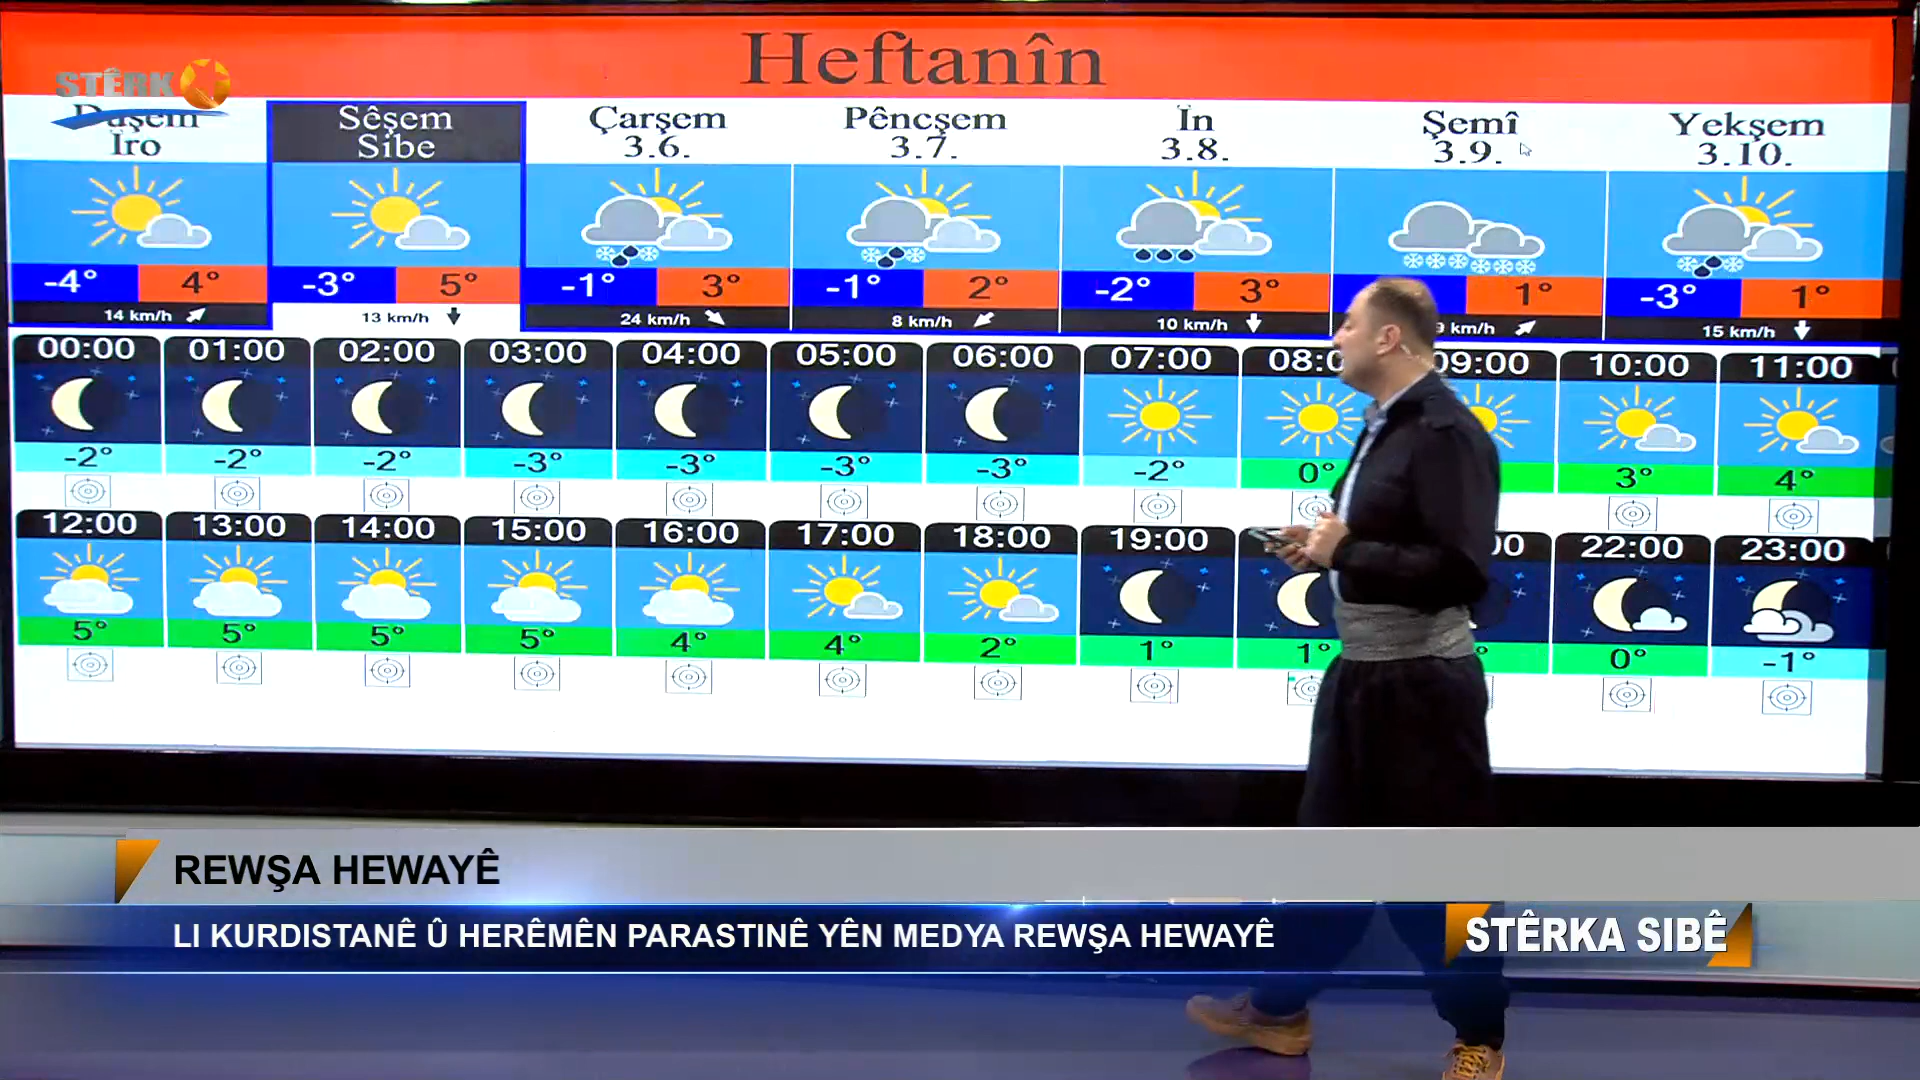 Heftanîn
STÊRK
Duşem Sêşem Çarşem Pêncşem În Şemî Yekşem
Îro Sibe 3.6. 3.7. 3.8. 3.9. 3.10.
-4° 4° -3° 5° -1° 3° -1° 2° -2° 3° 1° -3° 1°
14 km/h 13 km/h 24 km/h 8 km/h 10 km/h 9 km/h 15 km/h
00:00 01:00 02:00 03:00 04:00 05:00 06:00 07:00 08:0 09:00 10:00 11:00
-2° -2° -2° -3° -3° -3° -3° -2° 0° 3° 4°
12:00 13:00 14:00 15:00 16:00 17:00 18:00 19:00 22:00 23:00
5° 5° 5° 5° 4° 4° 2° 1° 1° 0° -1°
REWŞA HEWAYÊ
LI KURDISTANÊ Û HERÊMÊN PARASTINÊ YÊN MEDYA REWŞA HEWAYÊ
STÊRKA SIBÊ